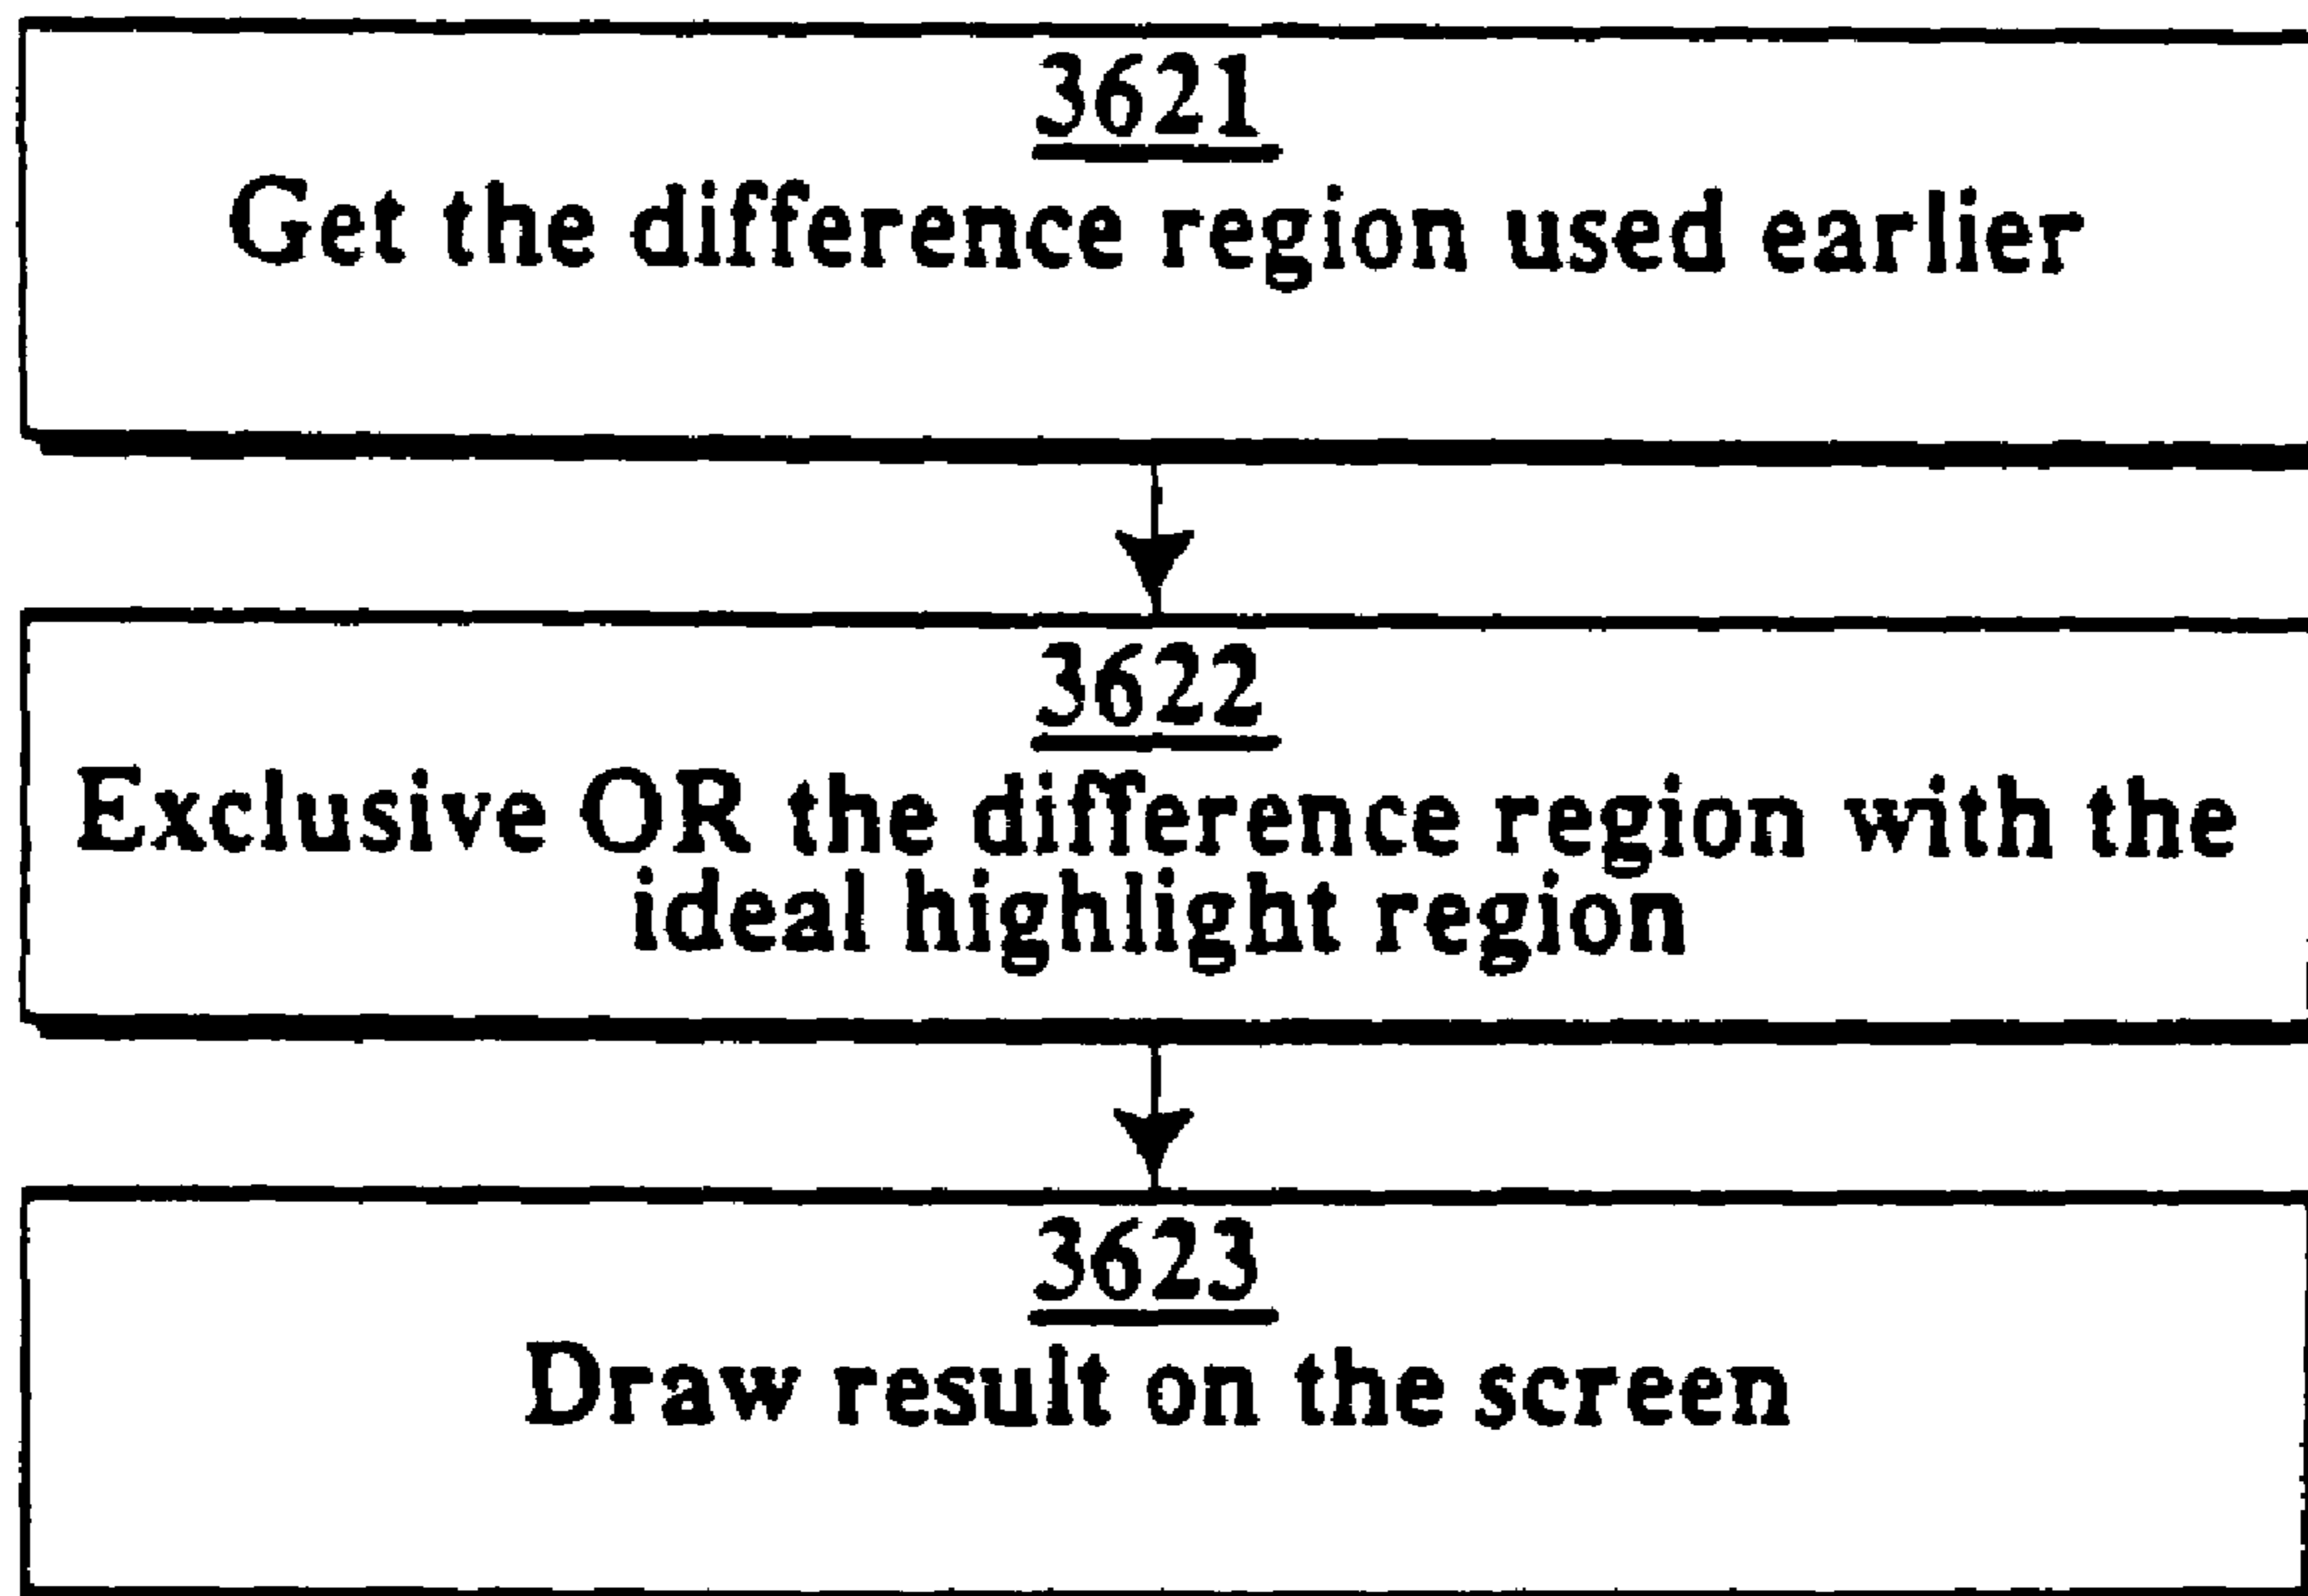 3621
Get the difference region used earlier
3622
Exclusive OR the difference region with the
ideal highlight region
3623
Draw result on the screen